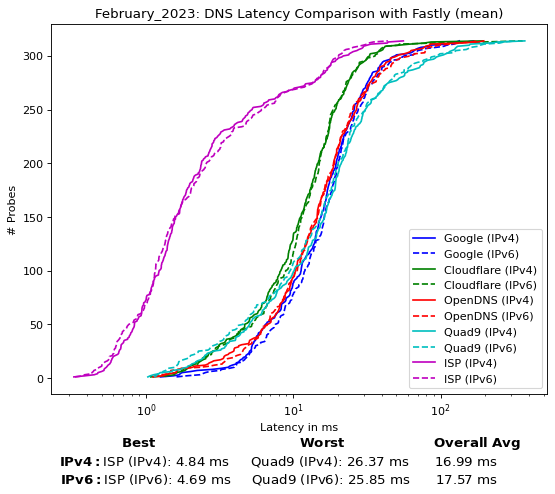 February_2023: DNS Latency Comparison with Fastly (mean)
# Probes
300
250
200
150
100
50
0
Google (IPv4)
Google (IPv6)
Cloudflare (IPv4)
Cloudflare (IPv6)
OpenDNS (IPv4)
OpenDNS (IPv6)
Quad9 (IPv4)
Quad9 (IPv6)
ISP (IPv4)
ISP (IPv6)
10⁰ 10¹ 10²
Latency in ms
Best Worst Overall Avg
IPv4: ISP (IPv4): 4.84 ms Quad9 (IPv4): 26.37 ms 16.99 ms
IPv6: ISP (IPv6): 4.69 ms Quad9 (IPv6): 25.85 ms 17.57 ms